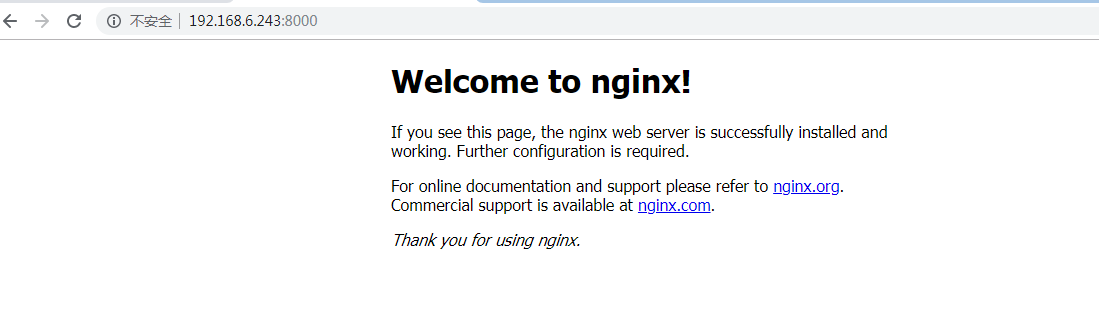 不安全 192.168.6.243:8000
Welcome to nginx!
If you see this page, the nginx web server is successfully installed and
working. Further configuration is required.
For online documentation and support please refer to nginx.org.
Commercial support is available at nginx.com.
Thank you for using nginx.